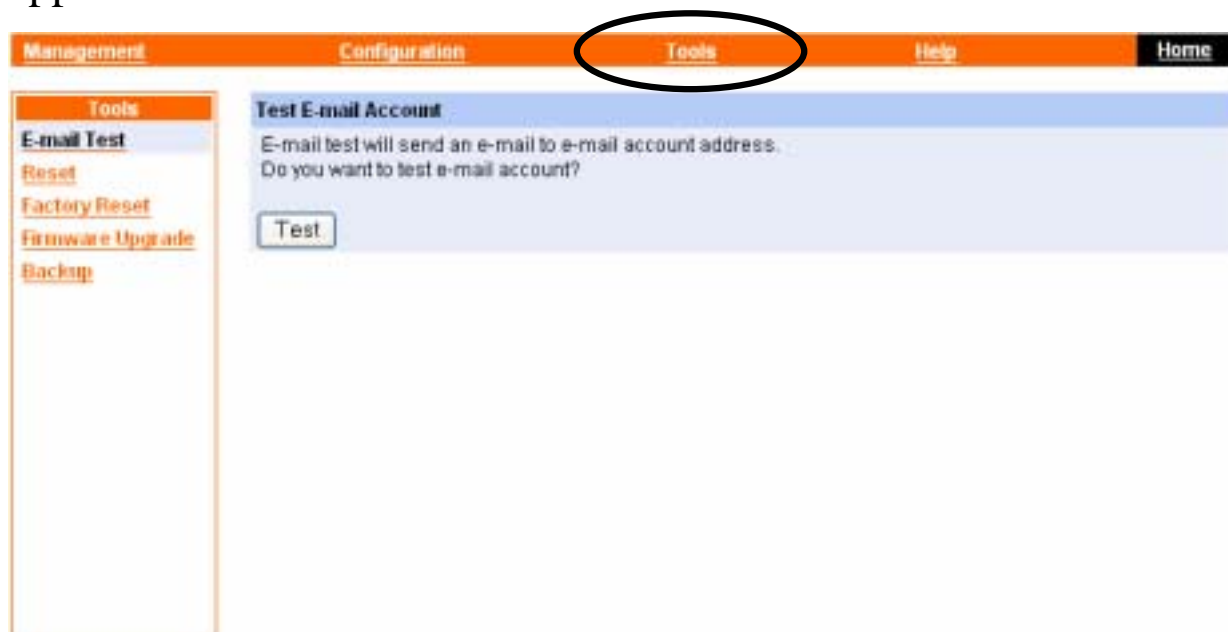 Management Configuration Tools Help Home
Tools
E-mail Test
Reset
Factory Reset
Firmware Upgrade
Backup
Test E-mail Account
E-mail test will send an e-mail to e-mail account address.
Do you want to test e-mail account?
Test